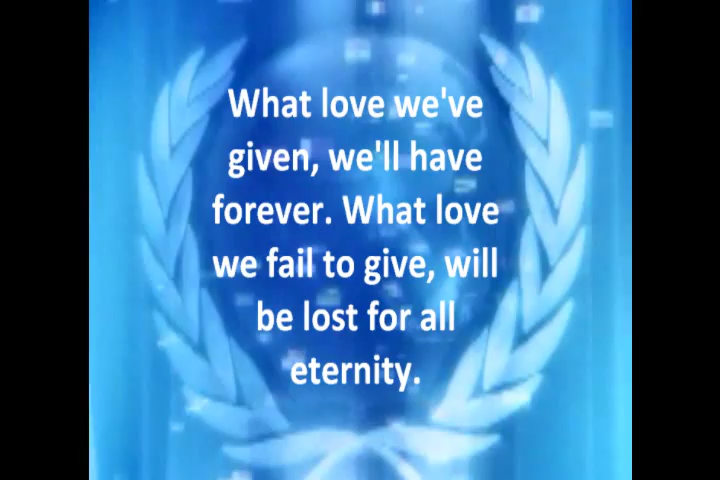 What love we've
given, we'll have
forever. What love
we fail to give, will
be lost for all
eternity.